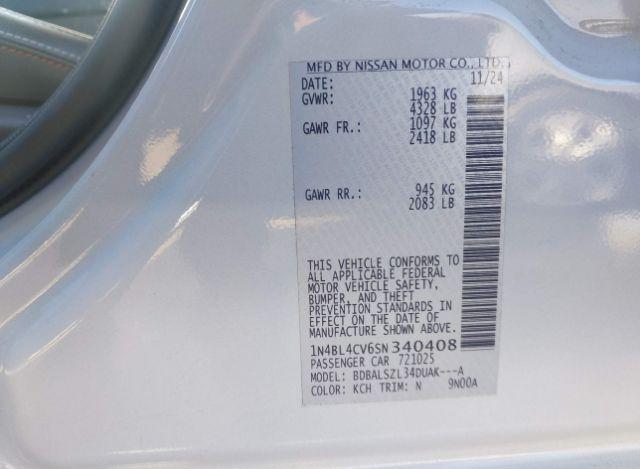 MFD BY NISSAN MOTOR CO., LTD.
DATE: 11/24
GVWR: 1963 KG
4328 LB
GAWR FR.: 1097 KG
2418 LB
GAWR RR.: 945 KG
2083 LB
THIS VEHICLE CONFORMS TO
ALL APPLICABLE FEDERAL
MOTOR VEHICLE SAFETY,
BUMPER, AND THEFT
PREVENTION STANDARDS IN
EFFECT ON THE DATE OF
MANUFACTURE SHOWN ABOVE.
1N4BL4CV6SN340408
PASSENGER CAR 721025
MODEL: BDBALSZL34DUAK---A
COLOR: KCH TRIM: N 9N00A